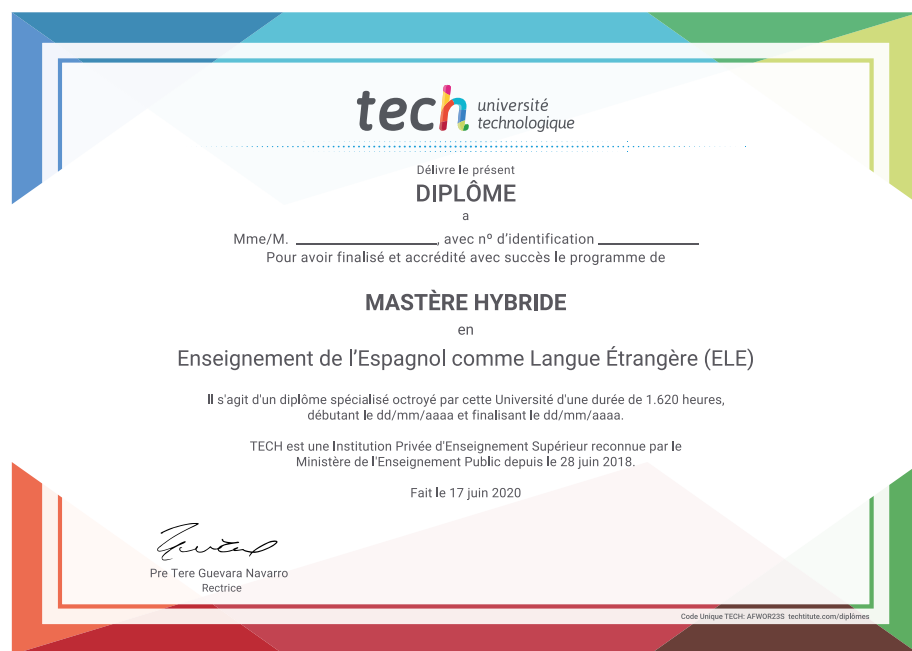 tech université
technologique
Délivre le présent
DIPLÔME
a
Mme/M. ____________________, avec nº d'identification ______________
Pour avoir finalisé et accrédité avec succès le programme de
MASTÈRE HYBRIDE
en
Enseignement de l'Espagnol comme Langue Étrangère (ELE)
Il s'agit d'un diplôme spécialisé octroyé par cette Université d'une durée de 1.620 heures,
débutant le dd/mm/aaaa et finalisant le dd/mm/aaaa.
TECH est une Institution Privée d'Enseignement Supérieur reconnue par le
Ministère de l'Enseignement Public depuis le 28 juin 2018.
Fait le 17 juin 2020
Pre Tere Guevara Navarro
Rectrice
Code Unique TECH: AFWOR23S techtitute.com/diplômes